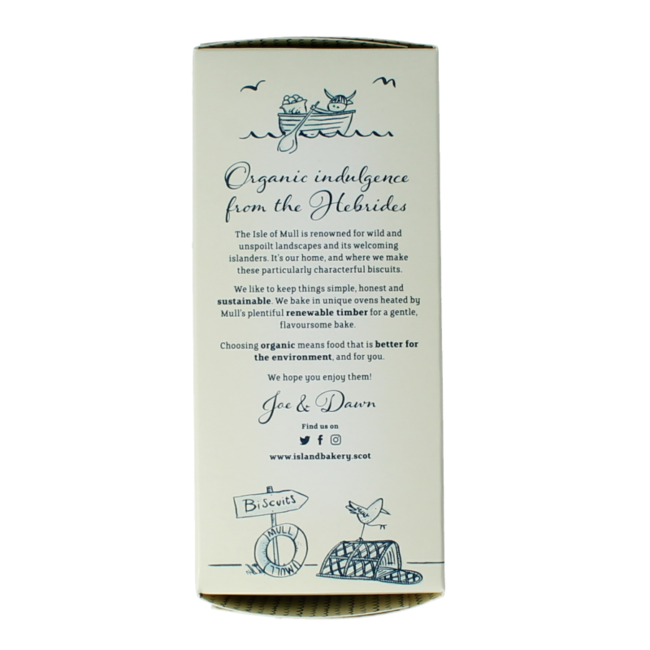 Organic indulgence
from the Hebrides
The Isle of Mull is renowned for wild and
unspoilt landscapes and its welcoming
islanders. It's our home, and where we make
these particularly characterful biscuits.
We like to keep things simple, honest and
sustainable. We bake in unique ovens heated by
Mull's plentiful renewable timber for a gentle,
flavoursome bake.
Choosing organic means food that is better for
the environment, and for you.
We hope you enjoy them!
Joe & Dawn
Find us on
www.islandbakery.scot
Biscuits
MULL
MULL